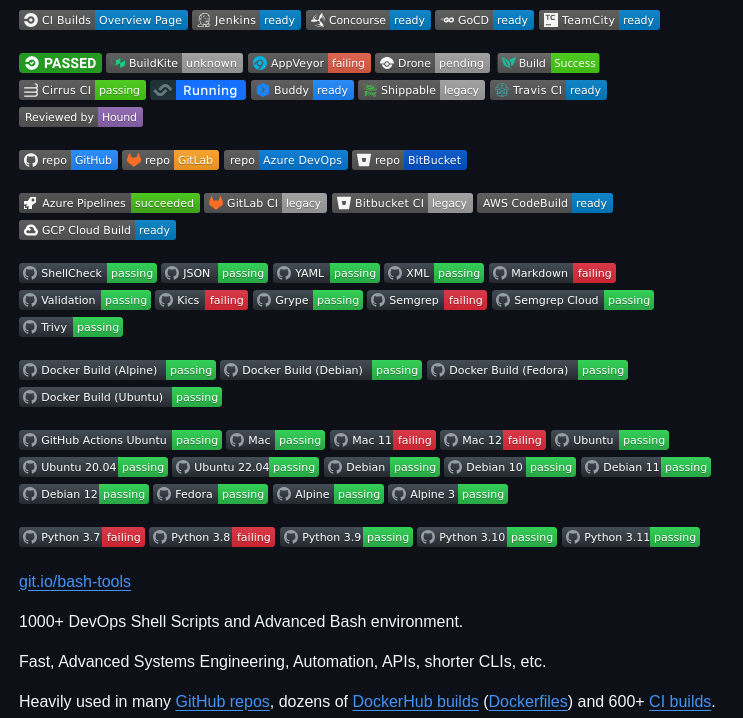 CI Builds Overview Page Jenkins ready Concourse ready GoCD ready TC TeamCity ready
PASSED BuildKite unknown AppVeyor failing Drone pending Build Success
Cirrus CI passing Running Buddy ready Shippable legacy Travis CI ready
Reviewed by Hound
repo GitHub repo GitLab repo Azure DevOps repo BitBucket
Azure Pipelines succeeded GitLab CI legacy Bitbucket CI legacy AWS CodeBuild ready
GCP Cloud Build ready
ShellCheck passing JSON passing YAML passing XML passing Markdown failing
Validation passing Kics failing Grype passing Semgrep failing Semgrep Cloud passing
Trivy passing
Docker Build (Alpine) passing Docker Build (Debian) passing Docker Build (Fedora) passing
Docker Build (Ubuntu) passing
GitHub Actions Ubuntu passing Mac passing Mac 11 failing Mac 12 failing Ubuntu passing
Ubuntu 20.04 passing Ubuntu 22.04 passing Debian passing Debian 10 passing Debian 11 passing
Debian 12 passing Fedora passing Alpine passing Alpine 3 passing
Python 3.7 failing Python 3.8 failing Python 3.9 passing Python 3.10 passing Python 3.11 passing
git.io/bash-tools
1000+ DevOps Shell Scripts and Advanced Bash environment.
Fast, Advanced Systems Engineering, Automation, APIs, shorter CLIs, etc.
Heavily used in many GitHub repos, dozens of DockerHub builds (Dockerfiles) and 600+ CI builds.